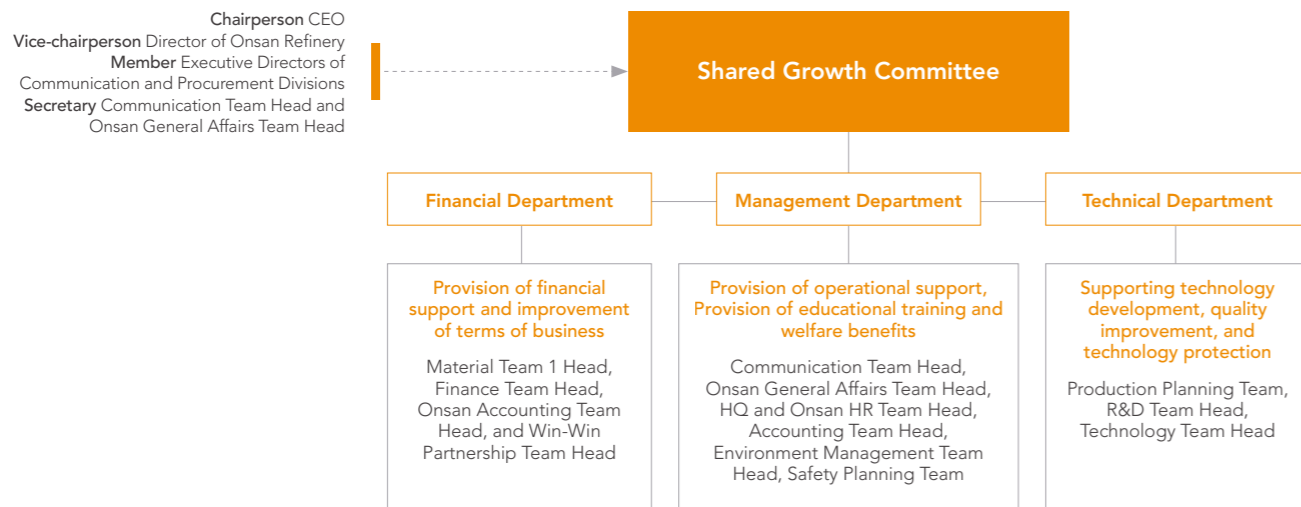 Chairperson CEO
Vice-chairperson Director of Onsan Refinery
Member Executive Directors of
Communication and Procurement Divisions
Secretary Communication Team Head and
Onsan General Affairs Team Head
Shared Growth Committee
Financial Department
Management Department
Technical Department
Provision of financial
support and improvement
of terms of business
Material Team 1 Head,
Finance Team Head,
Onsan Accounting Team
Head, and Win-Win
Partnership Team Head
Provision of operational support,
Provision of educational training and
welfare benefits
Communication Team Head,
Onsan General Affairs Team Head,
HQ and Onsan HR Team Head,
Accounting Team Head,
Environment Management Team
Head, Safety Planning Team
Supporting technology
development, quality
improvement, and
technology protection
Production Planning Team,
R&D Team Head,
Technology Team Head